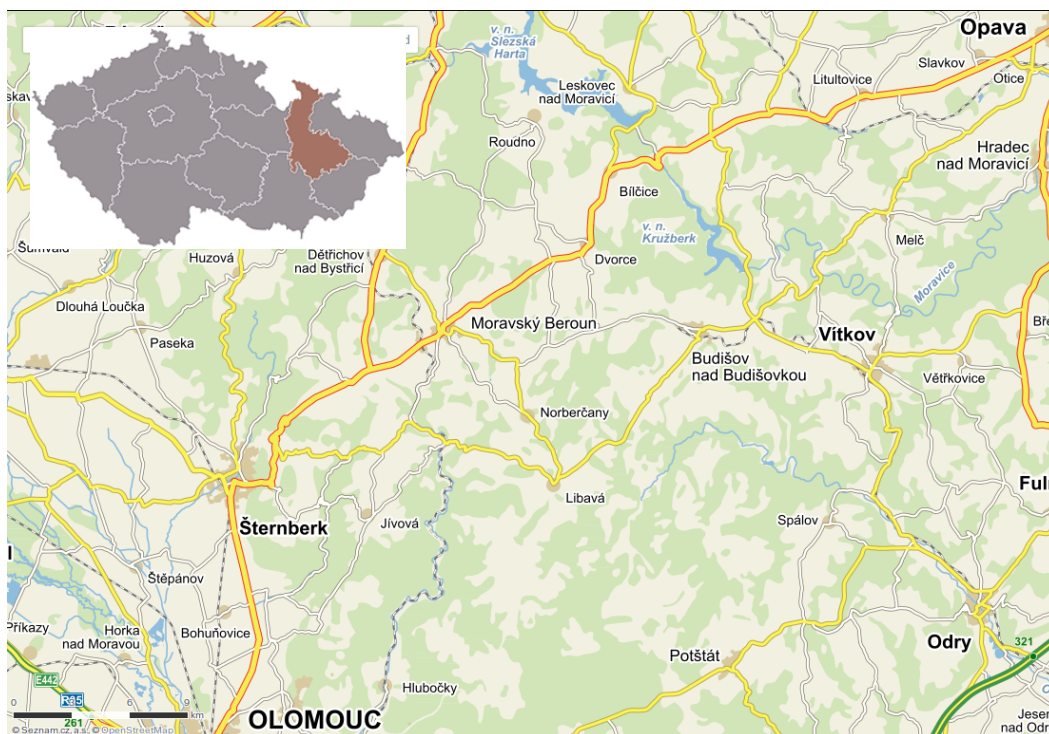 Opava
v. n.
Slezská
Harta
Slavkov
Leskovec
nad Moravicí
Litultovice
Otice
Roudno
Hradec
nad Moravicí
Bílčice
v. n.
Kružberk
Melč
Huzová
Dětřichov
nad Bystřicí
Dvorce
Moravice
Dlouhá Loučka
Moravský Beroun
Paseka
Vítkov
Budišov
nad Budišovkou
Větřkovice
Norberčany
Libavá
Šternberk
Jívová
Spálov
Štěpánov
Příkazy
Horka
nad Moravou
Bohuňovice
Odry
321
Potštát
E442
Hlubočky
R35
0
6
9
km
261
OLOMOUC
© Seznam.cz, a.s., © OpenStreetMap